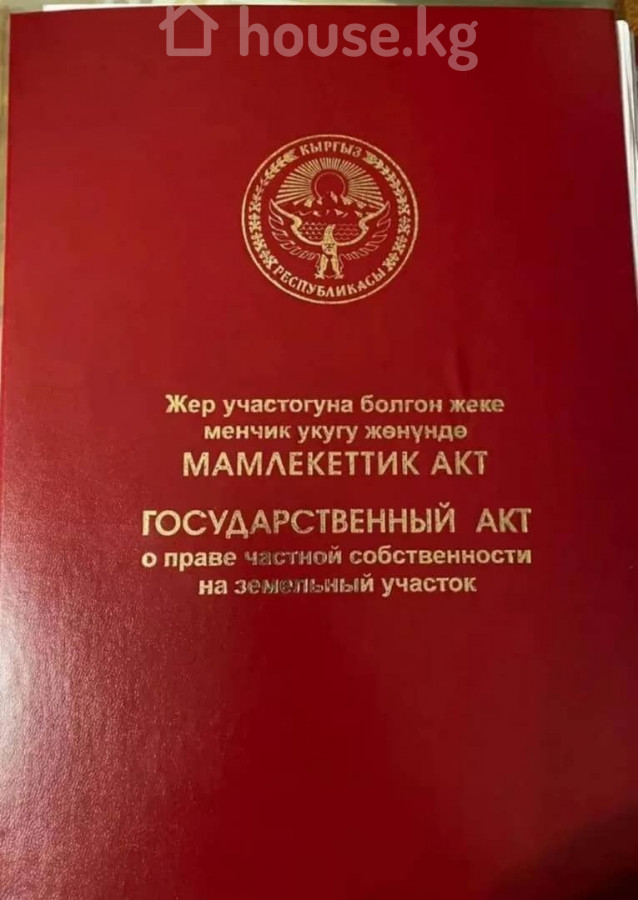 house.kg
КЫРГЫЗ
РЕСПУБЛИКАСЫ
Жер участогуна болгон жеке
менчик укугу жөнүндө
МАМЛЕКЕТТИК АКТ
ГОСУДАРСТВЕННЫЙ АКТ
о праве частной собственности
на земельный участок